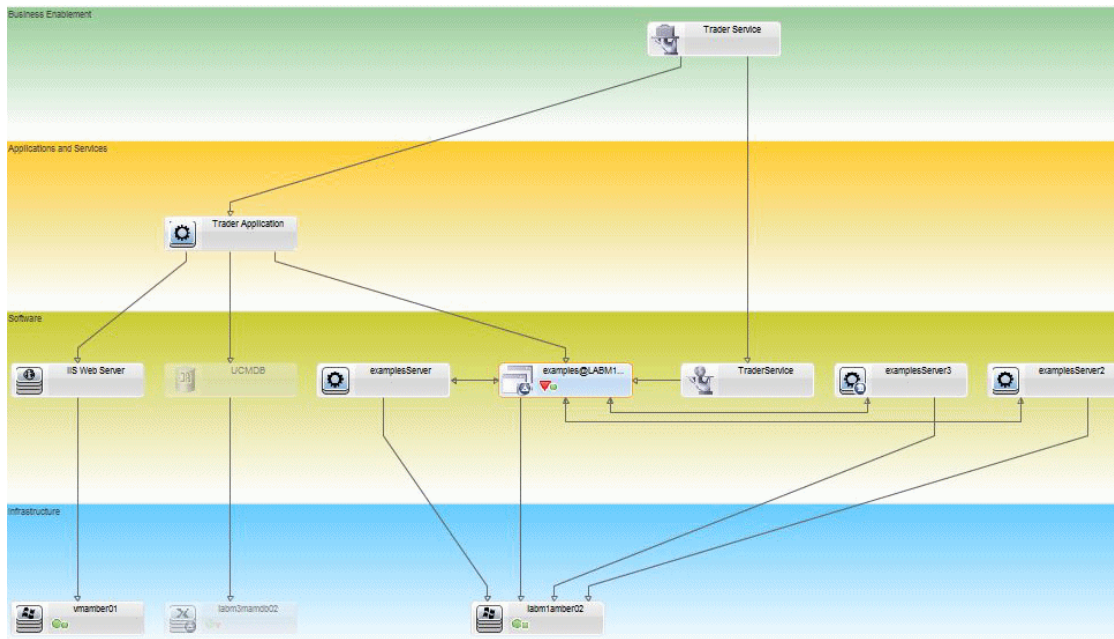 Business Enablement
Trader Service
Applications and Services
Trader Application
Software
IIS Web Server
UCMDB
examplesServer
examples@LABM1...
TraderService
examplesServer3
examplesServer2
Infrastructure
vmamber01
labm3mamdb02
labm1amber02